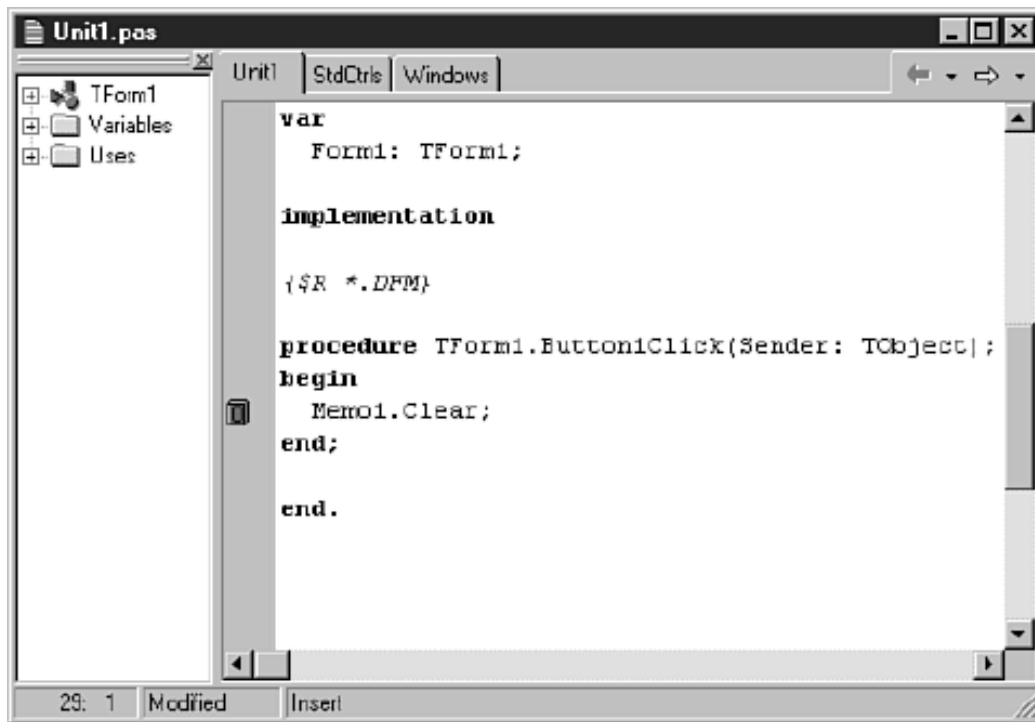 Unit1.pas
TForm1
Variables
Uses
Unit1 StdCtrls Windows
var
Form1: TForm1;
implementation
{$R *.DFM}
procedure TForm1.Button1Click(Sender: TObject);
begin
Memo1.Clear;
end;
end.
29: 1 Modified Insert